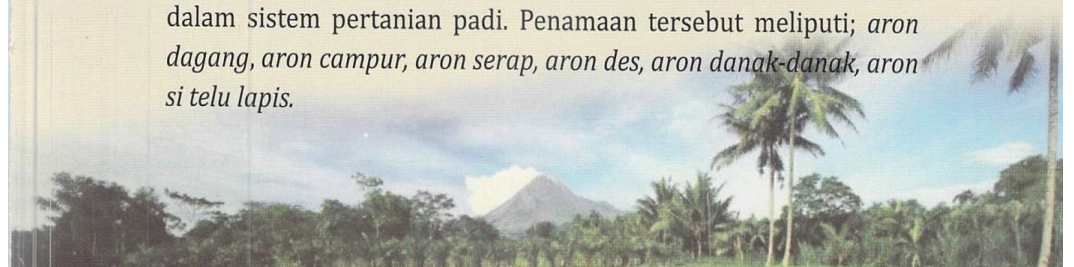 dalam sistem pertanian padi. Penamaan tersebut meliputi; aron
dagang, aron campur, aron serap, aron des, aron danak-danak, aron
si telu lapis.